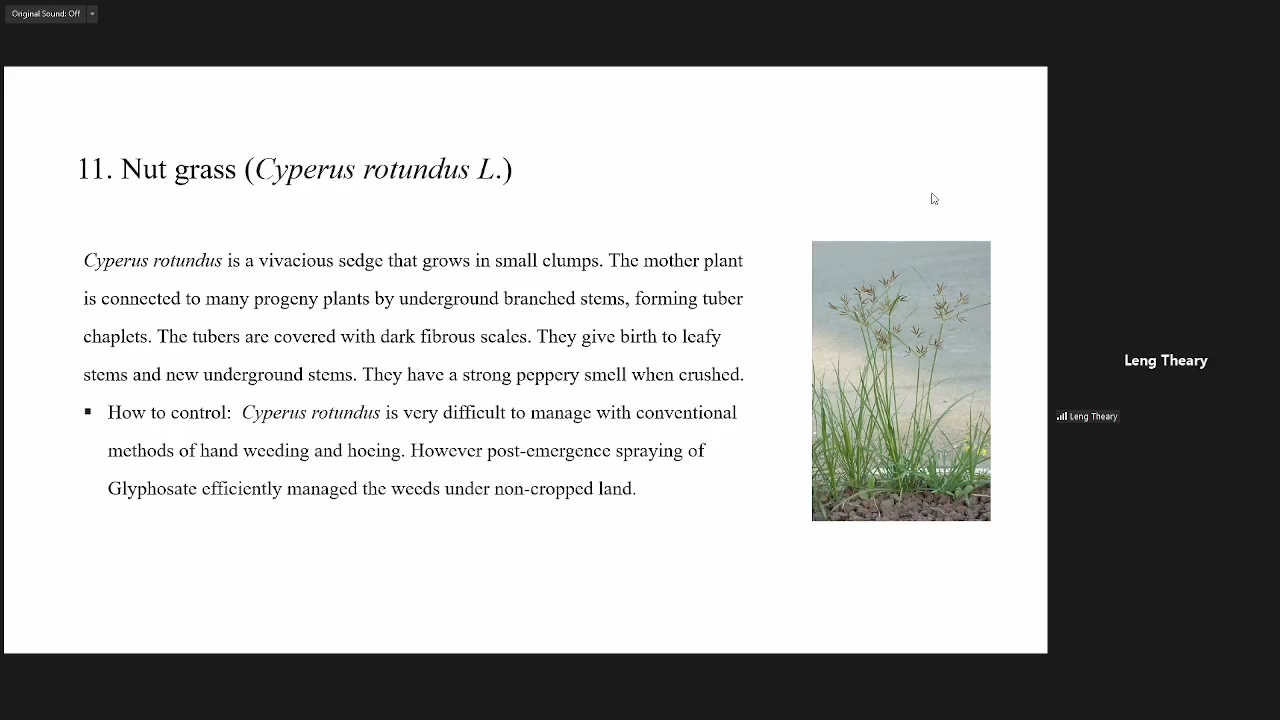 Original Sound: Off
11. Nut grass (Cyperus rotundus L.)
Cyperus rotundus is a vivacious sedge that grows in small clumps. The mother plant
is connected to many progeny plants by underground branched stems, forming tuber
chaplets. The tubers are covered with dark fibrous scales. They give birth to leafy
stems and new underground stems. They have a strong peppery smell when crushed.
▪ How to control: Cyperus rotundus is very difficult to manage with conventional
methods of hand weeding and hoeing. However post-emergence spraying of
Glyphosate efficiently managed the weeds under non-cropped land.
Leng Theary
Leng Theary